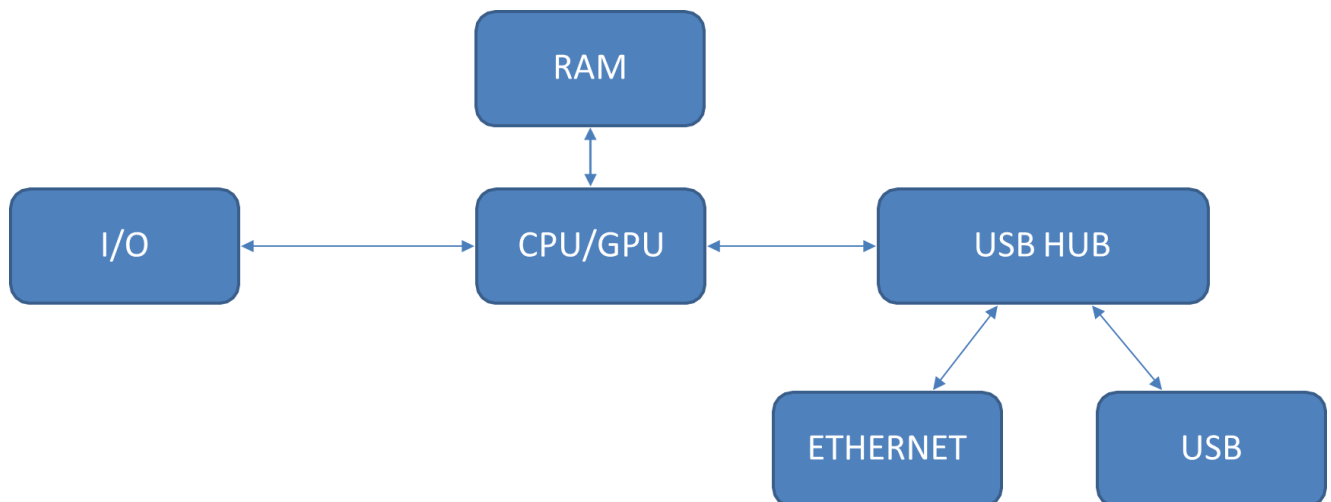 RAM
I/O
CPU/GPU
USB HUB
ETHERNET
USB